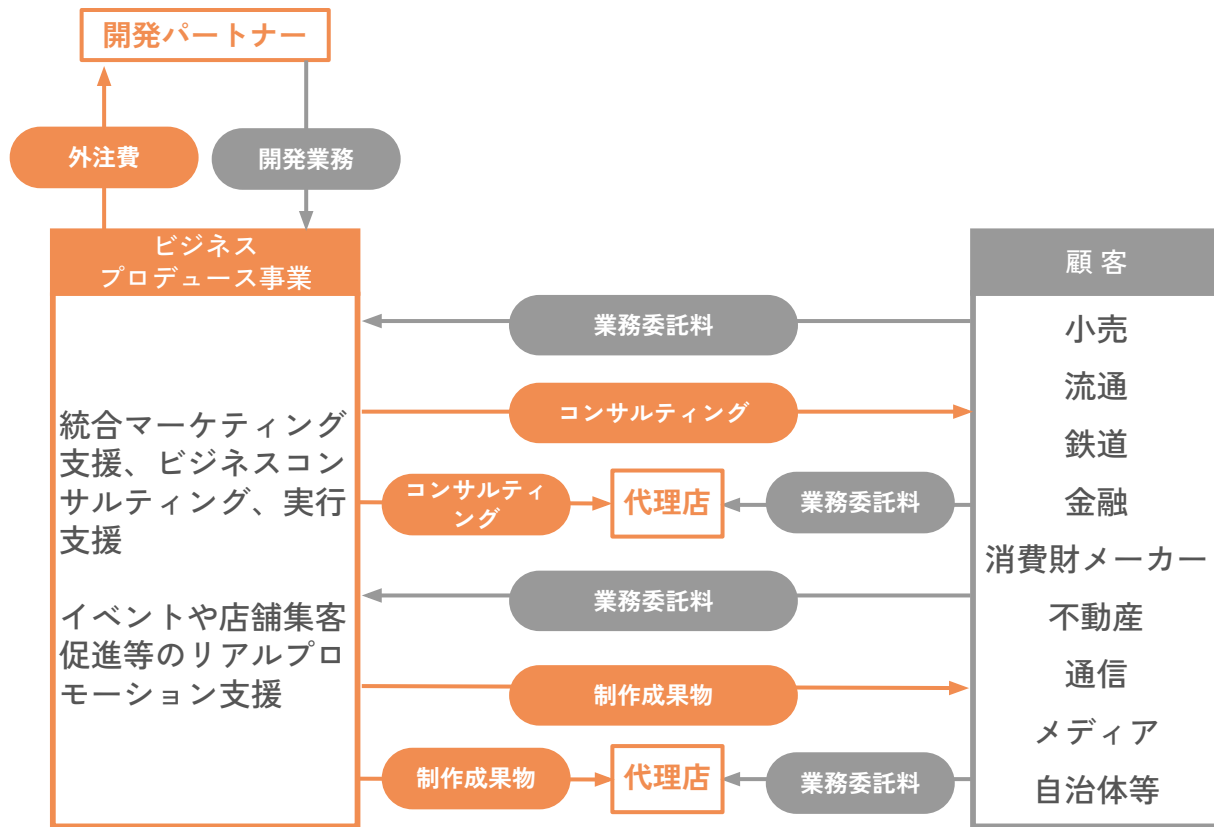 開発パートナー
外注費
開発業務
ビジネス
プロデュース事業
統合マーケティング
支援、ビジネスコン
サルティング、実行
支援
イベントや店舗集客
促進等のリアルプロ
モーション支援
業務委託料
コンサルティング
コンサルティ
ング
代理店
業務委託料
業務委託料
制作成果物
制作成果物
代理店
業務委託料
顧 客
小売
流通
鉄道
金融
消費財メーカー
不動産
通信
メディア
自治体等